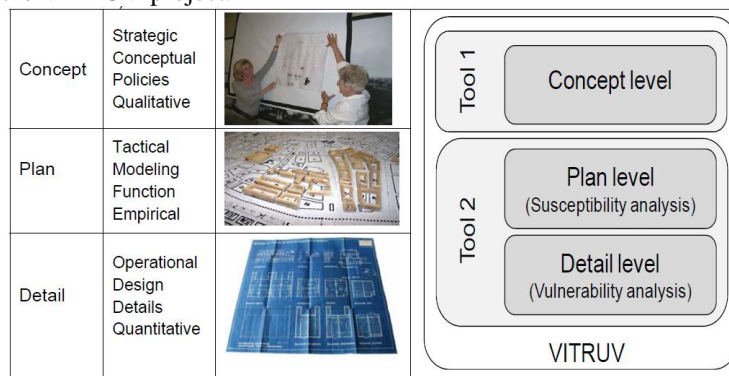 Concept
Strategic
Conceptual
Policies
Qualitative
Plan
Tactical
Modeling
Function
Empirical
Detail
Operational
Design
Details
Quantitative
Tool 1
Concept level
Tool 2
Plan level
(Susceptibility analysis)
Detail level
(Vulnerability analysis)
VITRUV